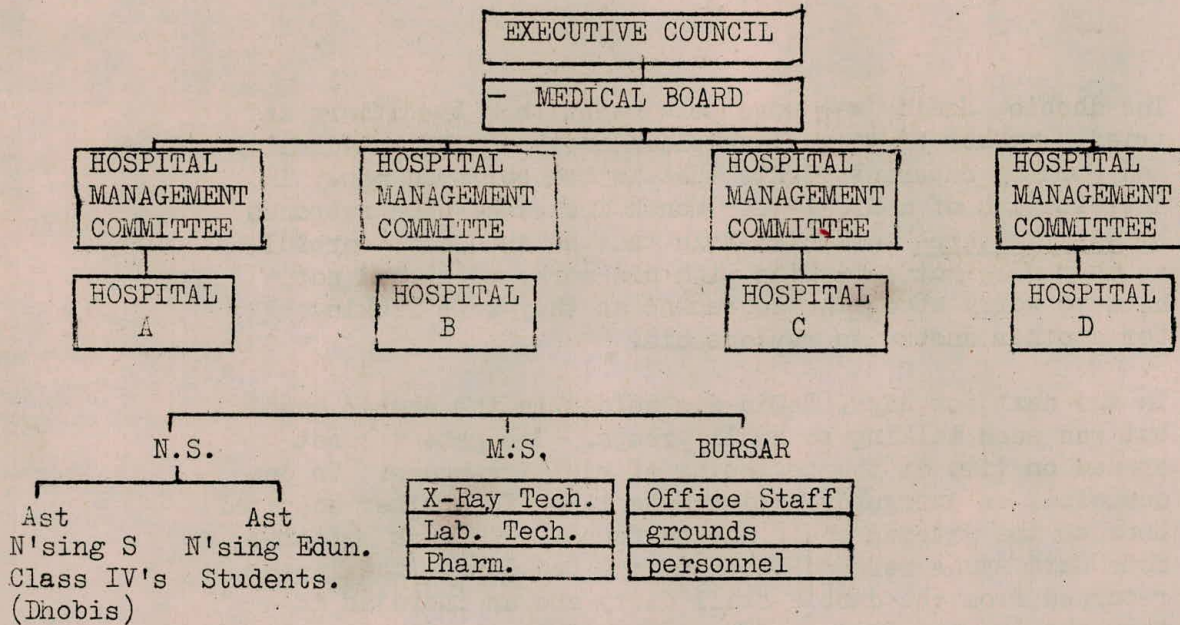 EXECUTIVE COUNCIL
MEDICAL BOARD
HOSPITAL MANAGEMENT COMMITTEE
HOSPITAL MANAGEMENT COMMITTE
HOSPITAL MANAGEMENT COMMITTEE
HOSPITAL MANAGEMENT COMMITTEE
HOSPITAL A
HOSPITAL B
HOSPITAL C
HOSPITAL D
N.S.
M.S.
BURSAR
Ast
N'sing S
Class IV's
(Dhobis)
Ast
N'sing Edun.
Students.
X-Ray Tech.
Lab. Tech.
Pharm.
Office Staff
grounds
personnel